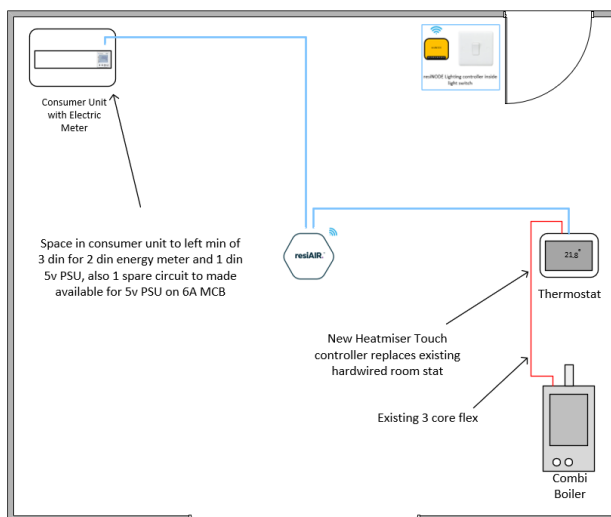 resiNODE Lighting controller inside
light switch
Consumer Unit
with Electric
Meter
Space in consumer unit to left min of
3 din for 2 din energy meter and 1 din
5v PSU, also 1 spare circuit to made
available for 5v PSU on 6A MCB
resiAIR.
21.8°
Thermostat
New Heatmiser Touch
controller replaces existing
hardwired room stat
Existing 3 core flex
Combi
Boiler